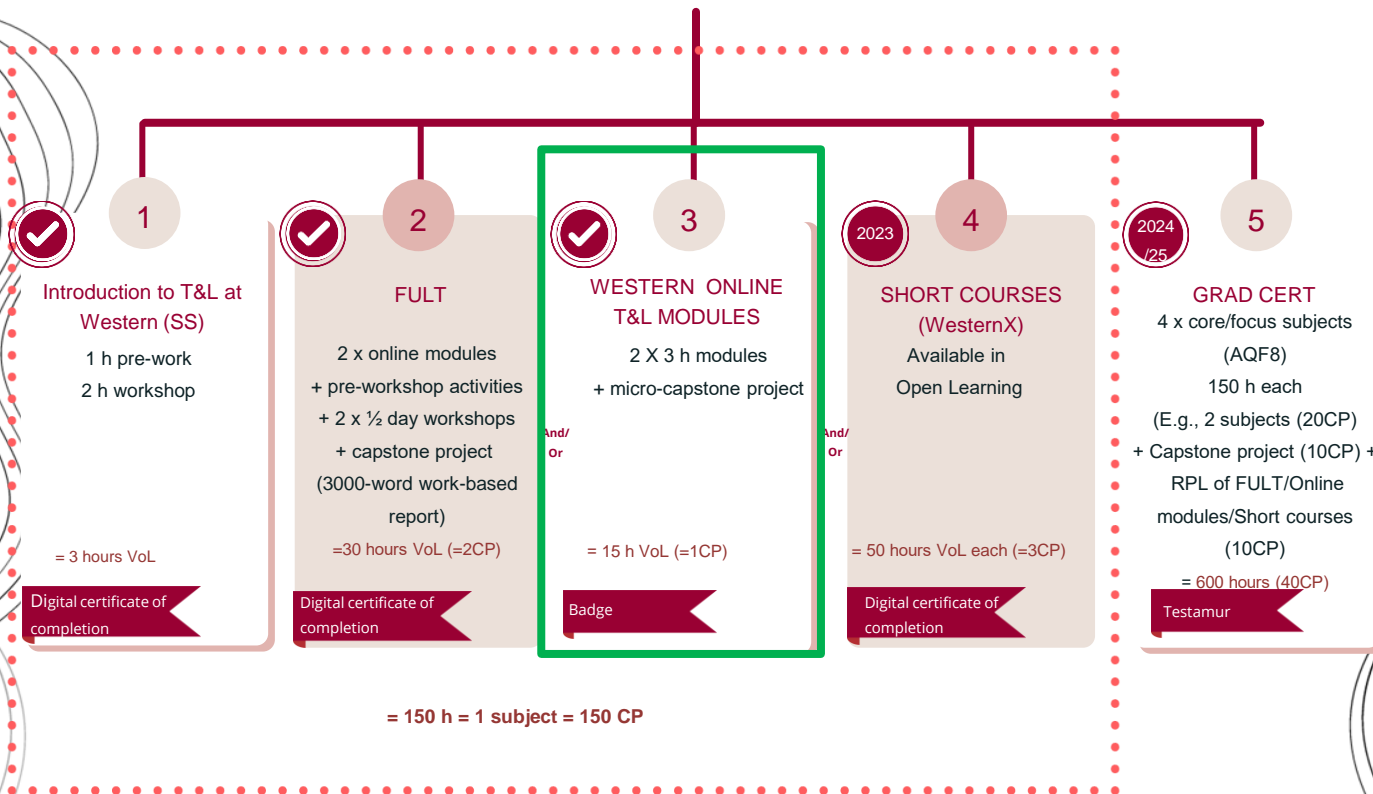 1
Introduction to T&L at
Western (SS)
1 h pre-work
2 h workshop
= 3 hours VoL
Digital certificate of
completion
2
FULT
2 x online modules
+ pre-workshop activities
+ 2 x ½ day workshops
+ capstone project
(3000-word work-based
report)
=30 hours VoL (=2CP)
Digital certificate of
completion
And/
Or
3
WESTERN ONLINE
T&L MODULES
2 X 3 h modules
+ micro-capstone project
= 15 h VoL (=1CP)
Badge
And/
Or
2023
4
SHORT COURSES
(WesternX)
Available in
Open Learning
= 50 hours VoL each (=3CP)
Digital certificate of
completion
2024
/25
5
GRAD CERT
4 x core/focus subjects
(AQF8)
150 h each
(E.g., 2 subjects (20CP)
+ Capstone project (10CP) +
RPL of FULT/Online
modules/Short courses
(10CP)
= 600 hours (40CP)
Testamur
= 150 h = 1 subject = 150 CP